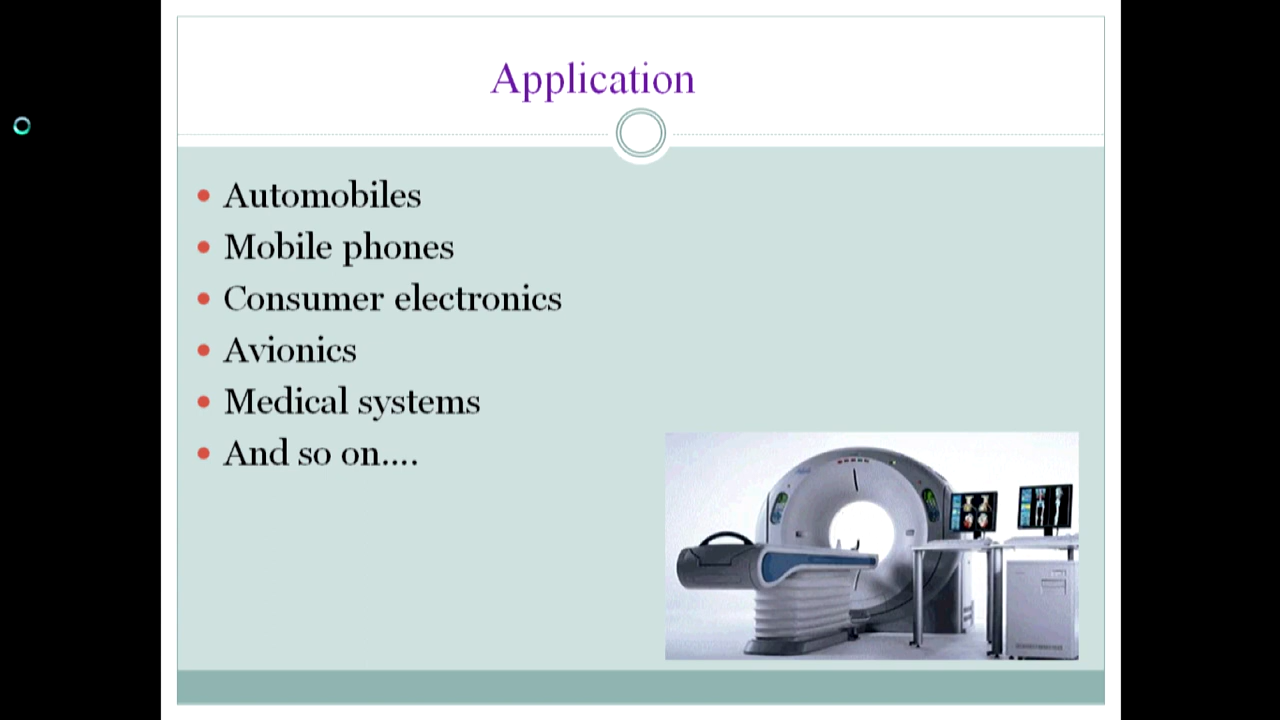 Application
Automobiles
Mobile phones
Consumer electronics
Avionics
Medical systems
And so on....